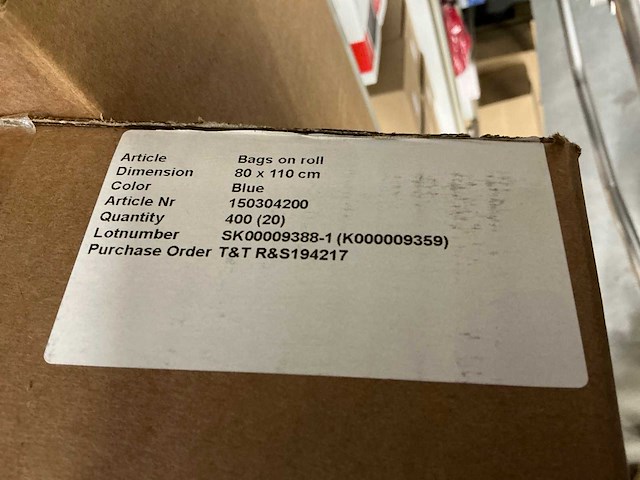 Article Bags on roll
Dimension 80 x 110 cm
Color Blue
Article Nr 150304200
Quantity 400 (20)
Lotnumber SK00009388-1 (K000009359)
Purchase Order T&T R&S194217